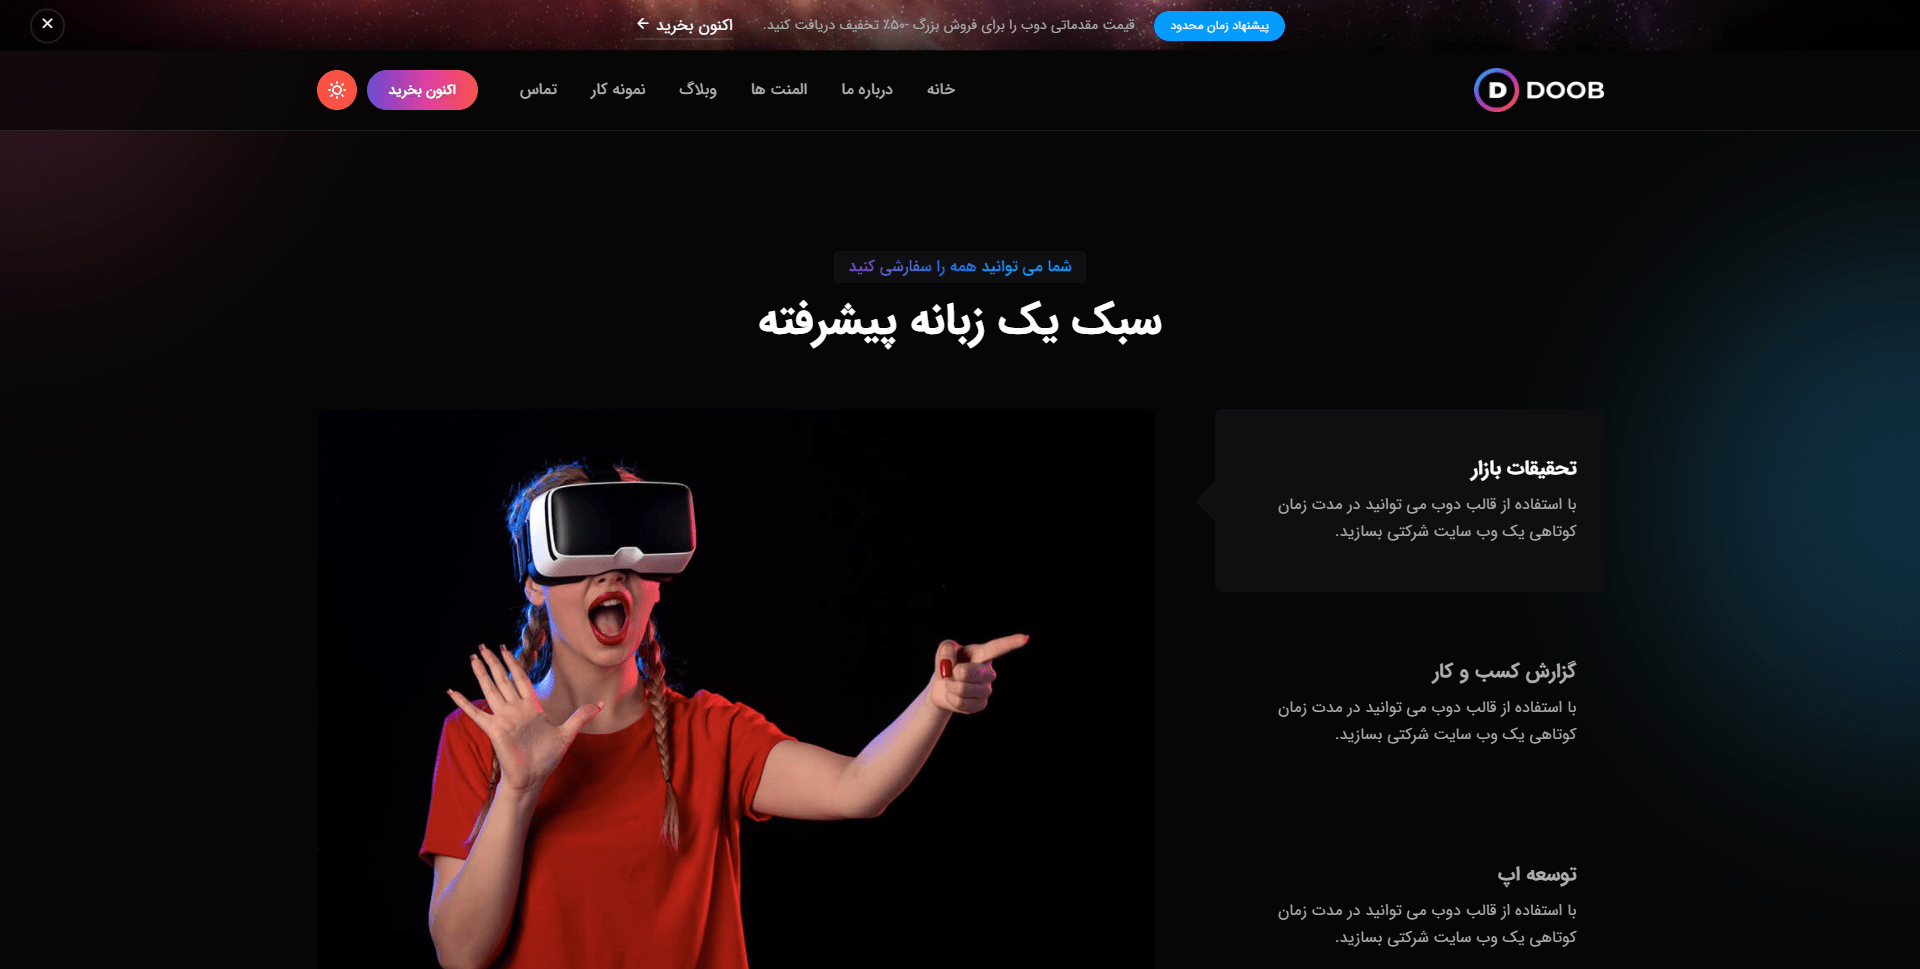 پیشنهاد زمان محدود
قیمت مقدماتی دوب را برای فروش بزرگ -۵۰٪ تخفیف دریافت کنید.
اکنون بخرید
D DOOB
خانه
درباره ما
المنت ها
وبلاگ
نمونه کار
تماس
اکنون بخرید
شما می توانید همه را سفارشی کنید
سبک یک زبانه پیشرفته
تحقیقات بازار
با استفاده از قالب دوب می توانید در مدت زمان
کوتاهی یک وب سایت شرکتی بسازید.
گزارش کسب و کار
با استفاده از قالب دوب می توانید در مدت زمان
کوتاهی یک وب سایت شرکتی بسازید.
توسعه اپ
با استفاده از قالب دوب می توانید در مدت زمان
کوتاهی یک وب سایت شرکتی بسازید.